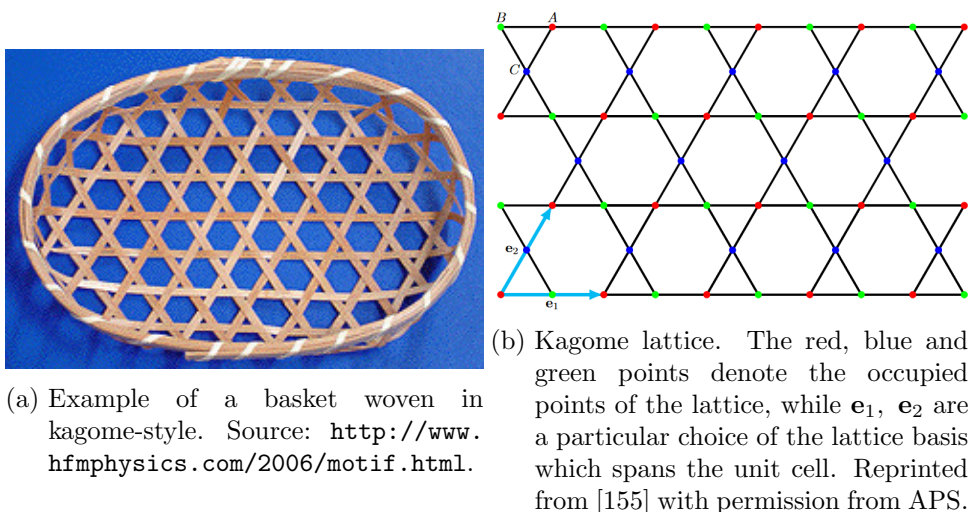 B A
C
e₂
e₁
(a) Example of a basket woven in
kagome-style. Source: http://www.
hfmphysics.com/2006/motif.html.
(b) Kagome lattice. The red, blue and
green points denote the occupied
points of the lattice, while e₁, e₂ are
a particular choice of the lattice basis
which spans the unit cell. Reprinted
from [155] with permission from APS.